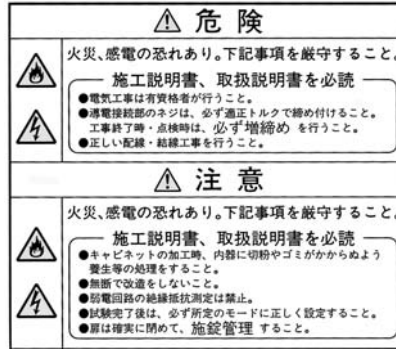 危険
火災、感電の恐れあり。下記事項を厳守すること。
施工説明書、取扱説明書を必読
●電気工事は有資格者が行うこと。
●導電接続部のネジは、必ず適正トルクで締め付けること。
工事終了時・点検時は、必ず増締め を行うこと。
●正しい配線・結線工事を行うこと。
注意
火災、感電の恐れあり。下記事項を厳守すること。
施工説明書、取扱説明書を必読
●キャビネットの加工時、内器に切粉やゴミがかからぬよう
養生等の処理をすること。
●無断で改造をしないこと。
●弱電回路の絶縁抵抗測定は禁止。
●試験完了後は、必ず所定のモードに正しく設定すること。
●扉は確実に閉めて、施錠管理 すること。